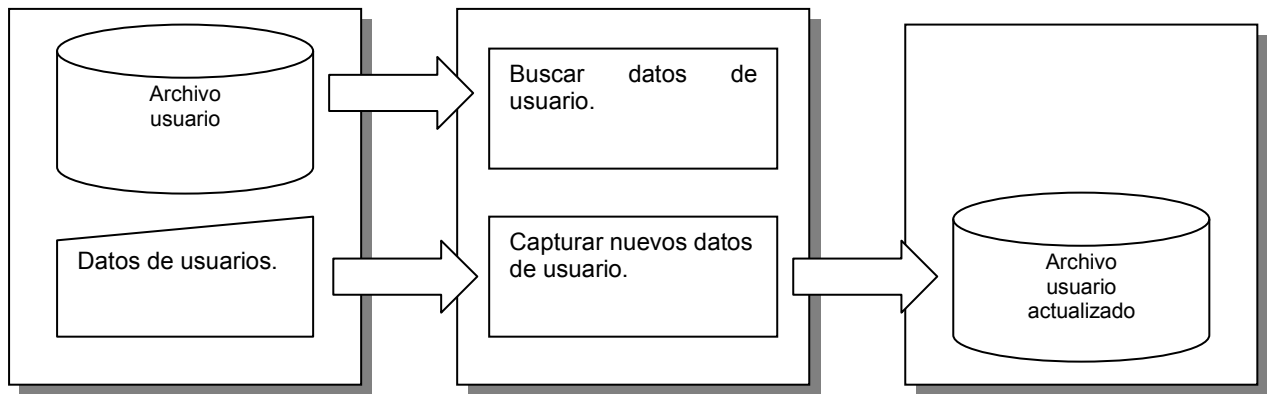 Archivo
usuario
Buscar datos de
usuario.
Datos de usuarios.
Capturar nuevos datos
de usuario.
Archivo
usuario
actualizado